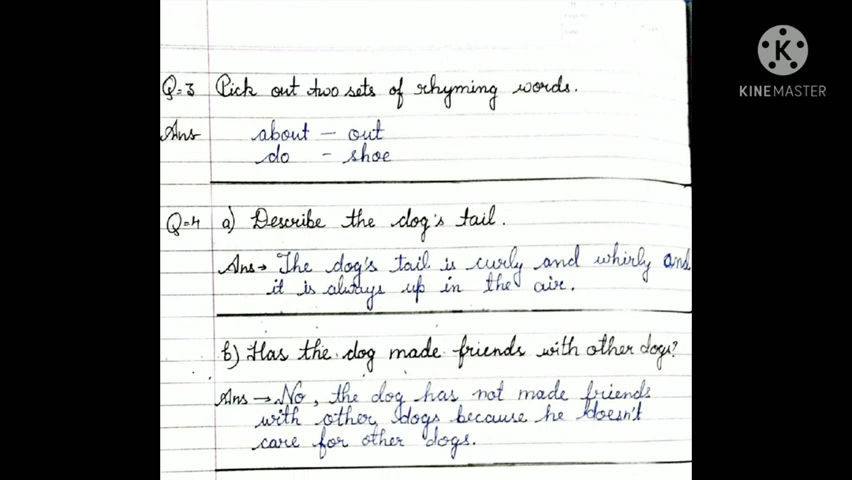 KINEMASTER
Q=3 Pick out two sets of rhyming words.
Ans about — out
do - shoe
Q=4 a) Describe the dog's tail.
Ans → The dog's tail is curly and whirly and
it is always up in the air.
b) Has the dog made friends with other dogs?
Ans → No, the dog has not made friends
with other dogs because he doesn't
care for other dogs.